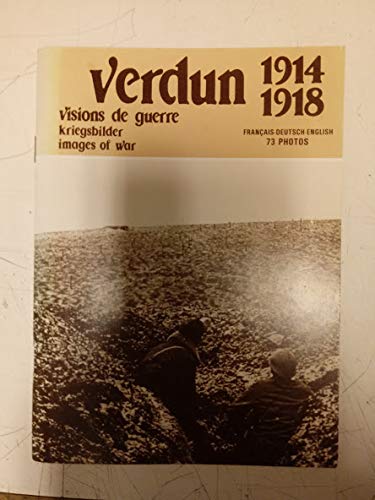 verdun 1914
1918
visions de guerre
kriegsbilder
images of war
FRANÇAIS-DEUTSCH-ENGLISH
73 PHOTOS